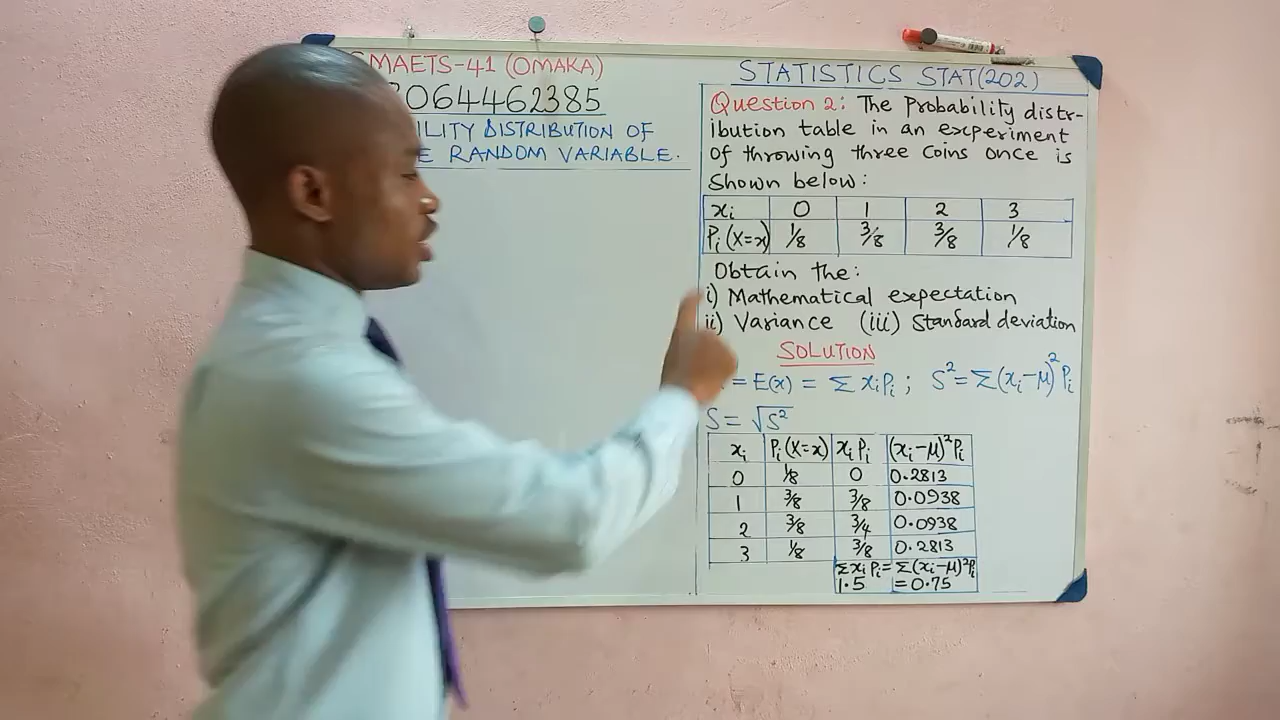 MAETS-41 (OMAKA)
064462385
ILITY DISTRIBUTION OF
E RANDOM VARIABLE.
STATISTICS STAT(202)
Question 2: The Probability distr-
ibution table in an experiment
of throwing three Coins once is
Shown below:
xᵢ 0 1 2 3
Pᵢ(X=x) 1/8 3/8 3/8 1/8
Obtain the:
i) Mathematical expectation
ii) Variance (iii) Standard deviation
SOLUTION
= E(x) = Σxᵢpᵢ ; S²=Σ(xᵢ-μ)²Pᵢ
S = √S²
xᵢ Pᵢ(X=x) xᵢPᵢ (xᵢ-μ)²Pᵢ
0 1/8 0 0.2813
1 3/8 3/8 0.0938
2 3/8 3/4 0.0938
3 1/8 3/8 0.2813
Σxᵢpᵢ= Σ(xᵢ-μ)²Pᵢ
1.5 =0.75